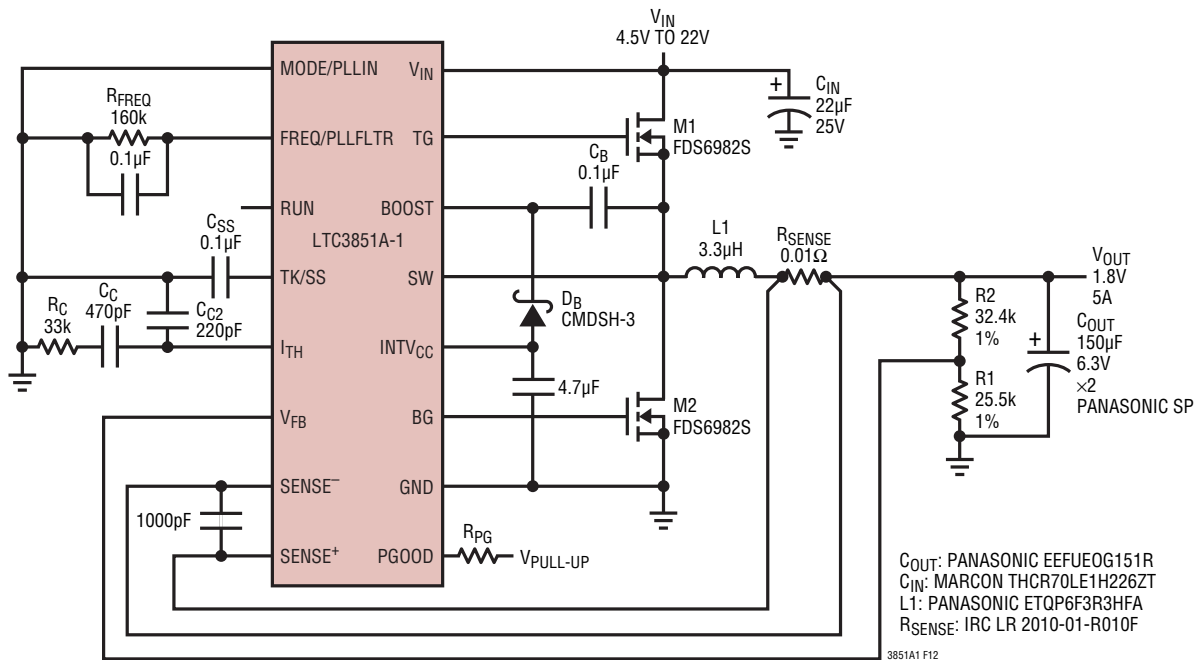 V_IN
4.5V TO 22V
MODE/PLLIN
V_IN
C_IN
22µF
25V
+
R_FREQ
160k
0.1µF
FREQ/PLLFLTR
TG
M1
FDS6982S
C_B
0.1µF
RUN
BOOST
LTC3851A-1
C_SS
0.1µF
TK/SS
SW
L1
3.3µH
R_SENSE
0.01Ω
V_OUT
1.8V
5A
R_C
33k
C_C
470pF
C_C2
220pF
D_B
CMDSH-3
I_TH
INTV_CC
4.7µF
R2
32.4k
1%
R1
25.5k
1%
+
C_OUT
150µF
6.3V
×2
PANASONIC SP
V_FB
BG
M2
FDS6982S
SENSE⁻
GND
1000pF
SENSE⁺
PGOOD
R_PG
V_PULL-UP
C_OUT: PANASONIC EEFUEOG151R
C_IN: MARCON THCR70LE1H226ZT
L1: PANASONIC ETQP6F3R3HFA
R_SENSE: IRC LR 2010-01-R010F
3851A1 F12